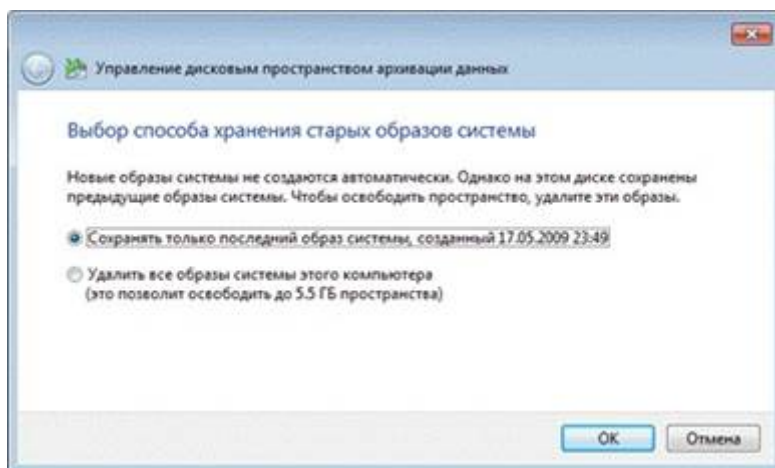 Управление дисковым пространством архивации данных
Выбор способа хранения старых образов системы
Новые образы системы не создаются автоматически. Однако на этом диске сохранены
предыдущие образы системы. Чтобы освободить пространство, удалите эти образы.
Сохранять только последний образ системы, созданный 17.05.2009 23:49
Удалить все образы системы этого компьютера
(это позволит освободить до 5.5 ГБ пространства)
ОК
Отмена